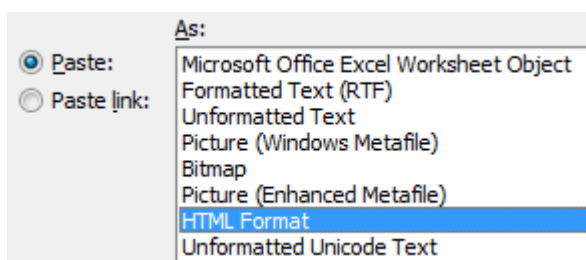 As:
Paste:
Paste link:
Microsoft Office Excel Worksheet Object
Formatted Text (RTF)
Unformatted Text
Picture (Windows Metafile)
Bitmap
Picture (Enhanced Metafile)
HTML Format
Unformatted Unicode Text